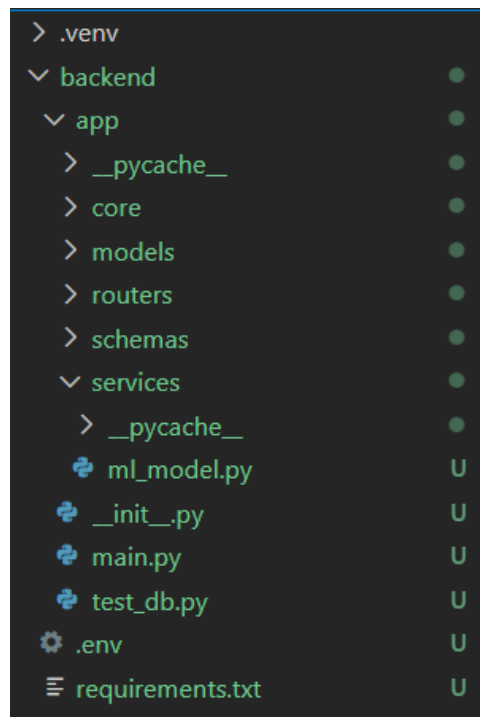 .venv
backend
app
__pycache__
core
models
routers
schemas
services
__pycache__
ml_model.py U
__init__.py U
main.py U
test_db.py U
.env U
requirements.txt U